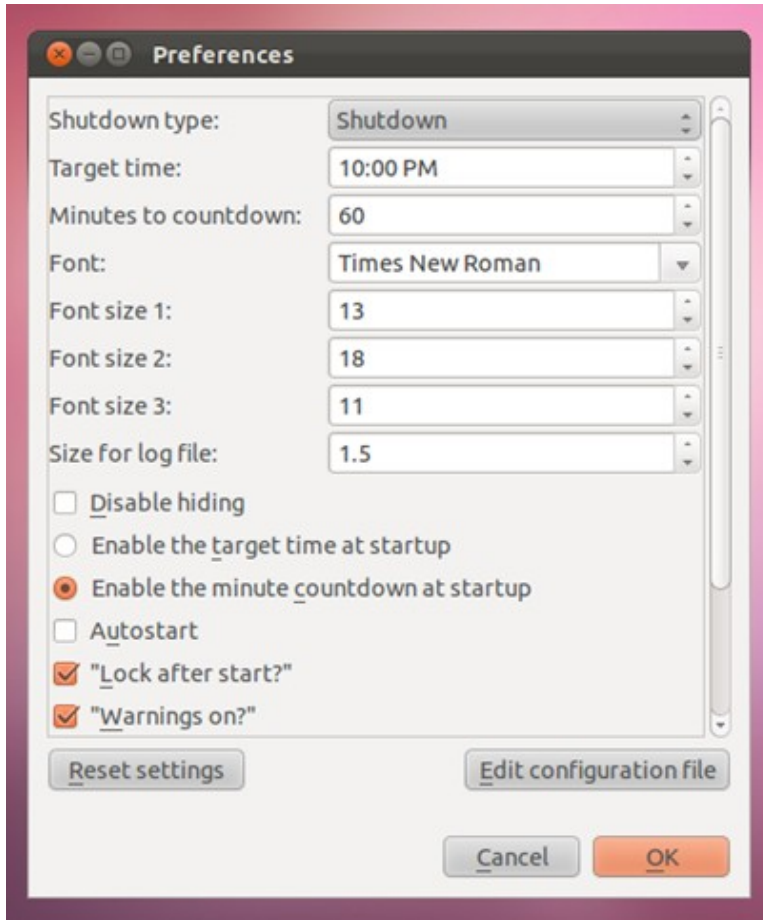 Preferences
Shutdown type: Shutdown
Target time: 10:00 PM
Minutes to countdown: 60
Font: Times New Roman
Font size 1: 13
Font size 2: 18
Font size 3: 11
Size for log file: 1.5
Disable hiding
Enable the target time at startup
Enable the minute countdown at startup
Autostart
"Lock after start?"
"Warnings on?"
Reset settings Edit configuration file
Cancel OK